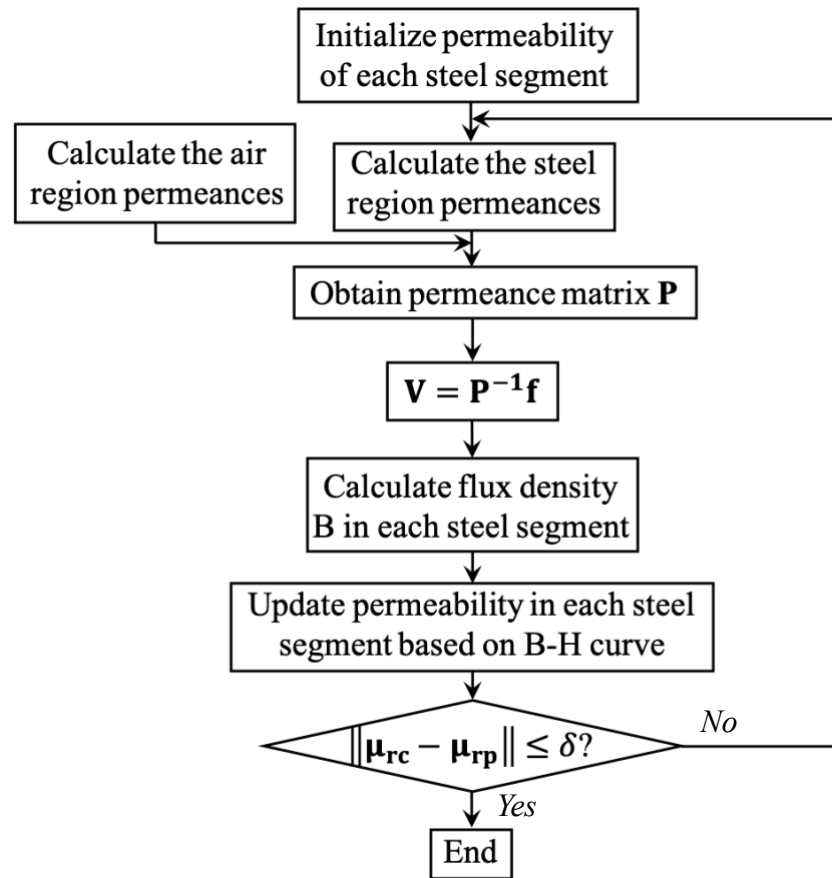 Initialize permeability
of each steel segment
Calculate the air
region permeances
Calculate the steel
region permeances
Obtain permeance matrix P
V = P⁻¹f
Calculate flux density
B in each steel segment
Update permeability in each steel
segment based on B-H curve
‖μrc − μrp‖ ≤ δ?
No
Yes
End